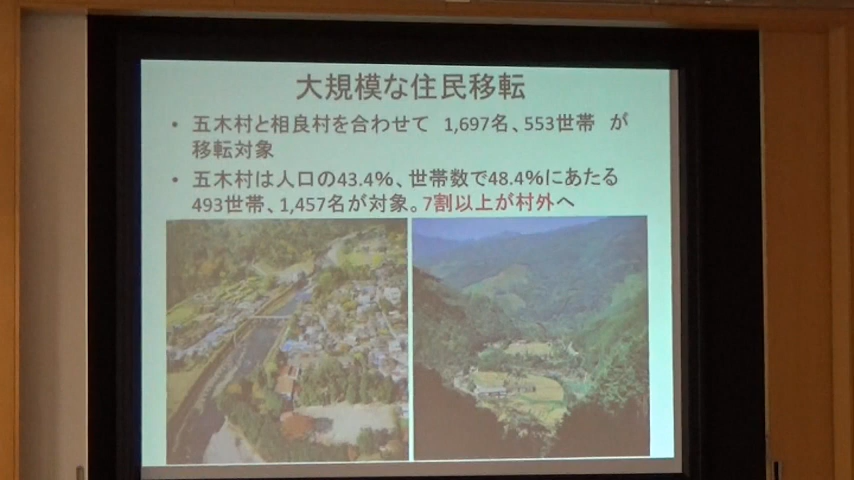 大規模な住民移転
• 五木村と相良村を合わせて 1,697名、553世帯 が
移転対象
• 五木村は人口の43.4%、世帯数で48.4%にあたる
493世帯、1,457名が対象。7割以上が村外へ